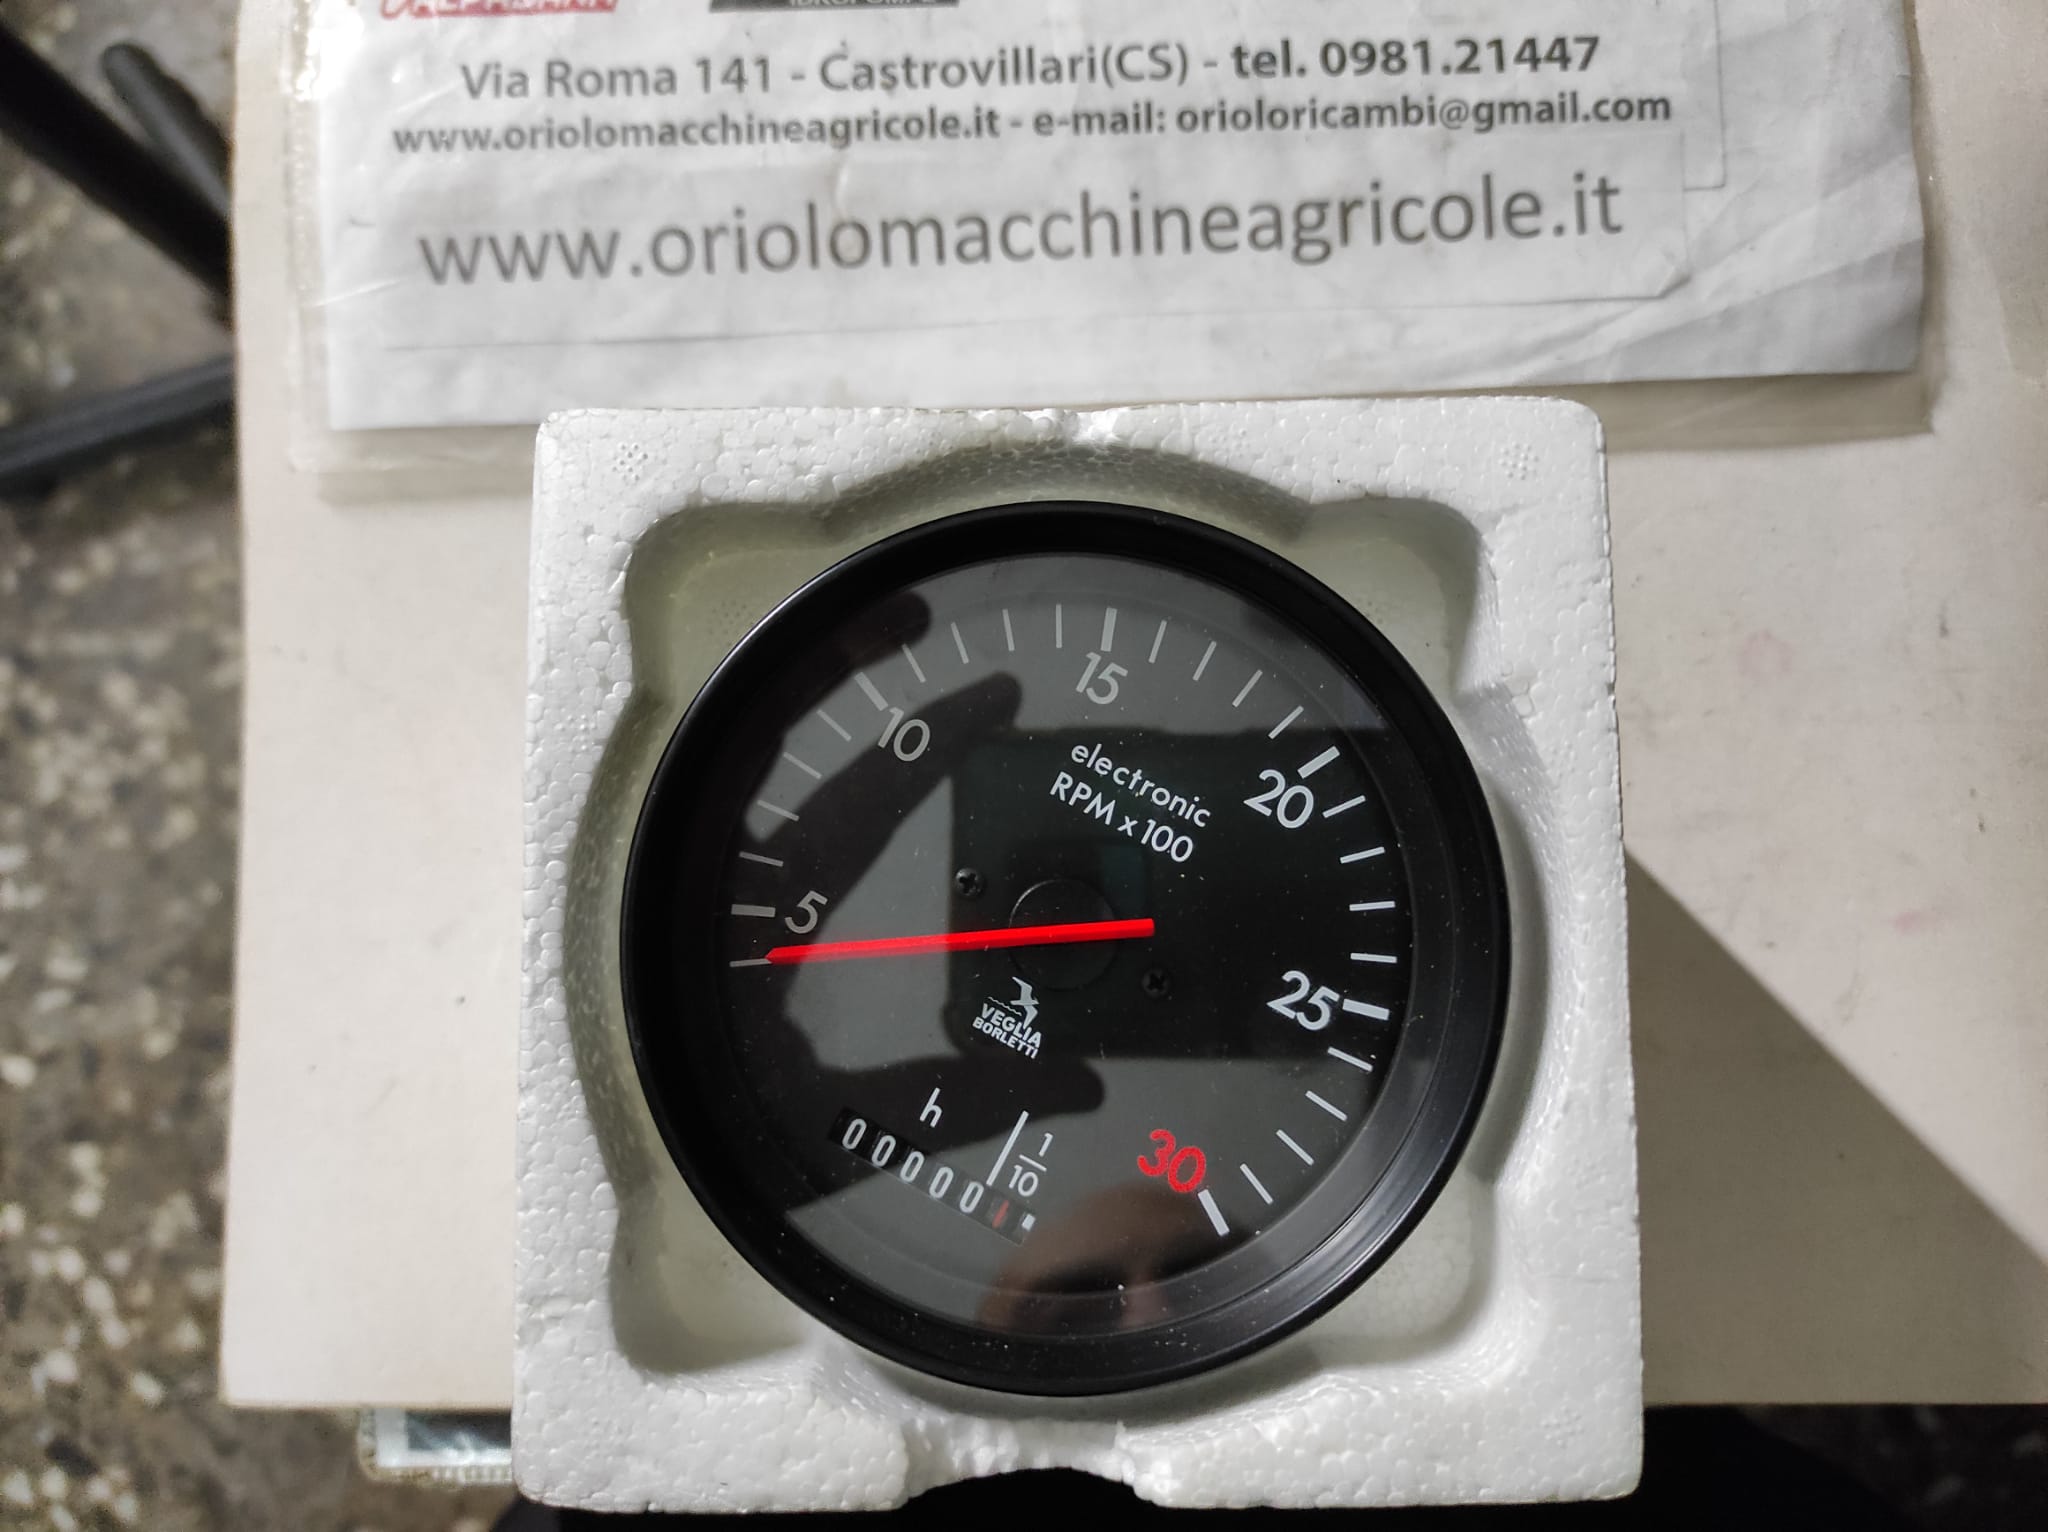 Via Roma 141 - Castrovillari(CS) - tel. 0981.21447
www.oriolomacchineagricole.it - e-mail: orioloricambi@gmail.com
www.oriolomacchineagricole.it
5
10
15
20
25
30
electronic
RPM x 100
VEGLIA
BORLETTI
h
1
10
00000